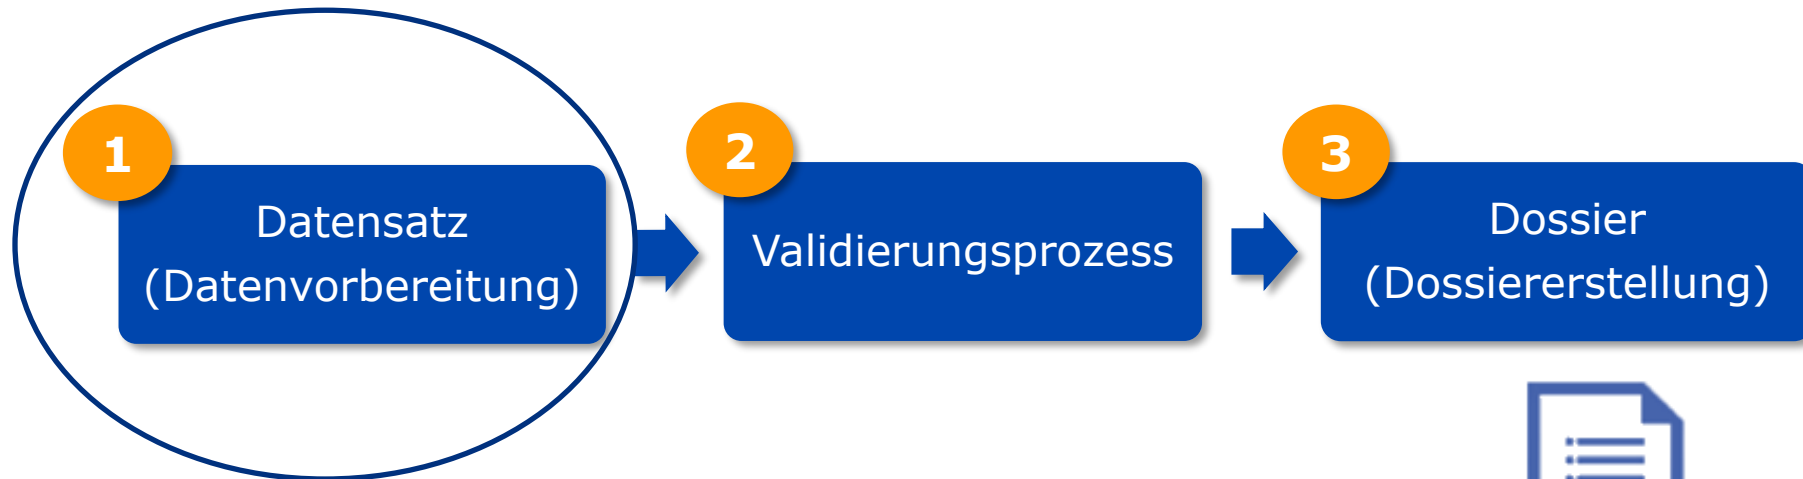 1
Datensatz
(Datenvorbereitung)
2
Validierungsprozess
3
Dossier
(Dossiererstellung)